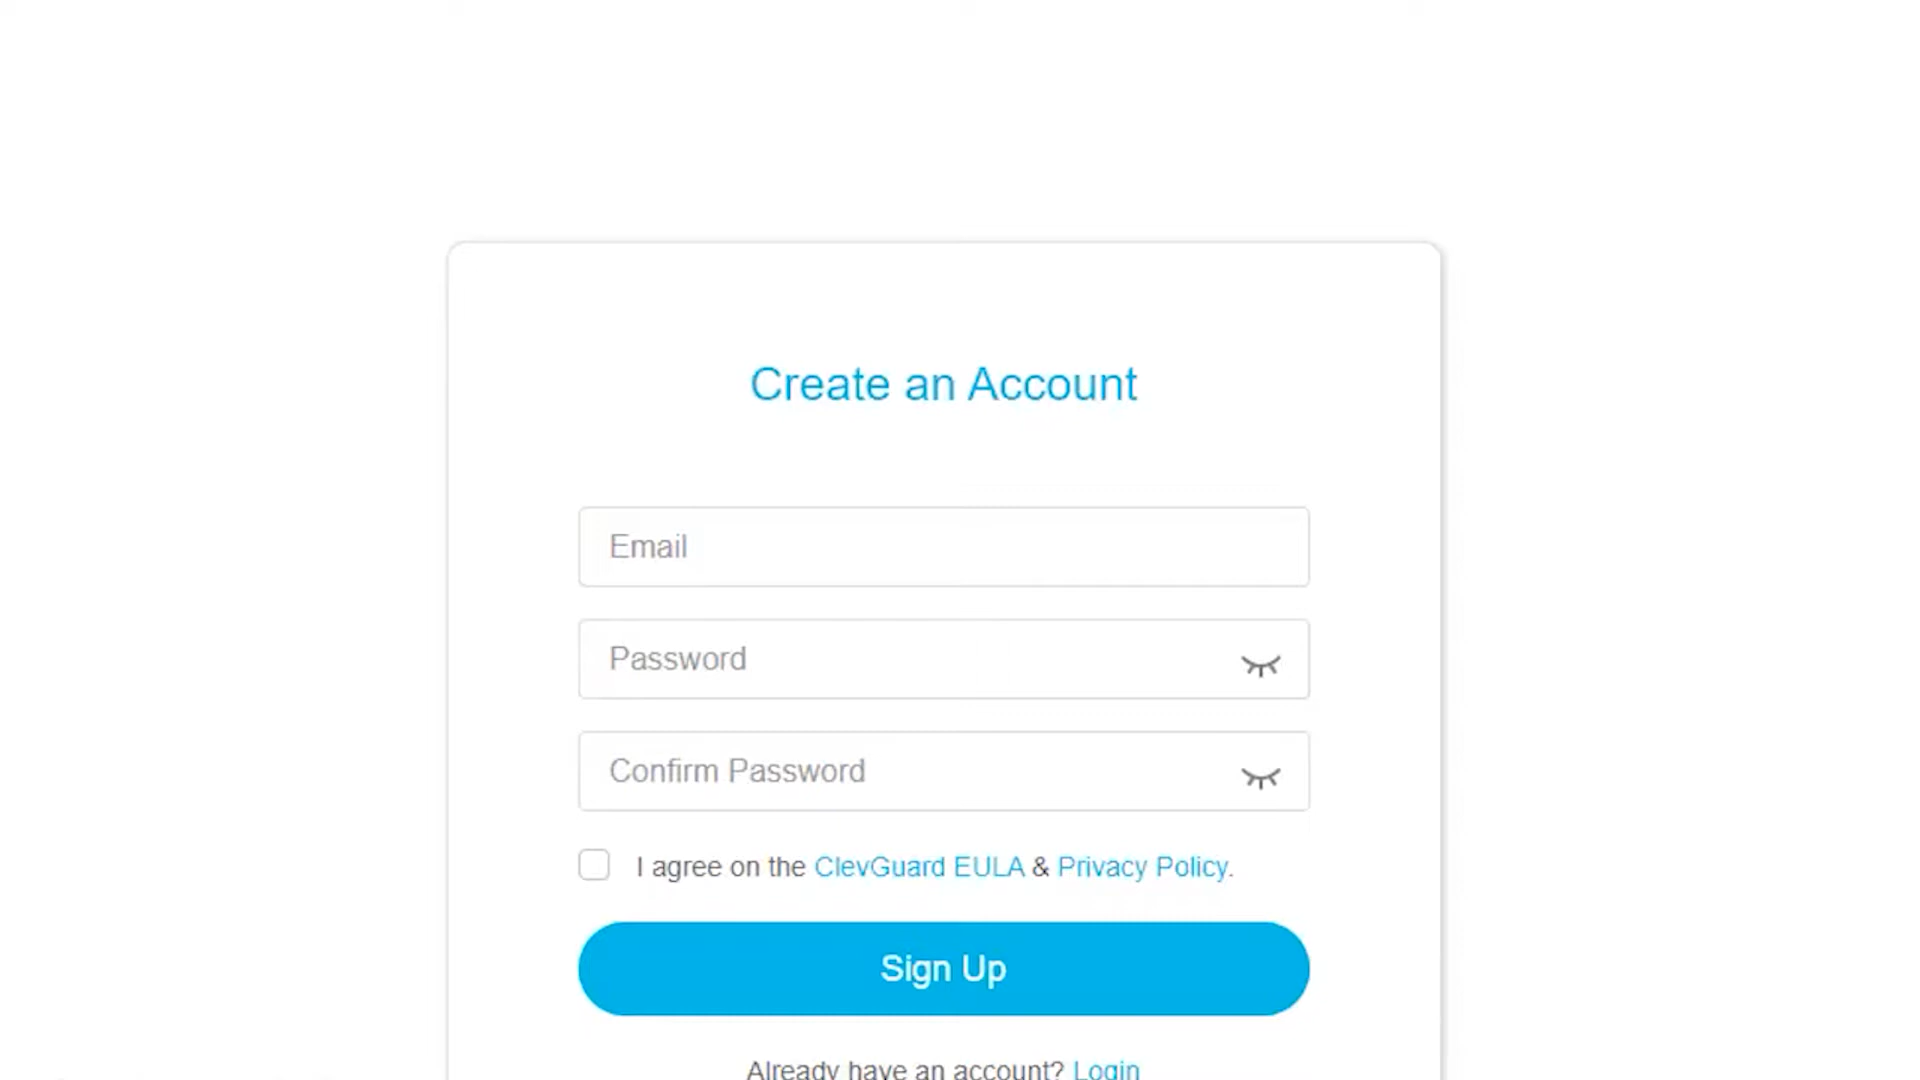 Create an Account
Email
Password
Confirm Password
I agree on the ClevGuard EULA & Privacy Policy.
Sign Up
Already have an account? Login